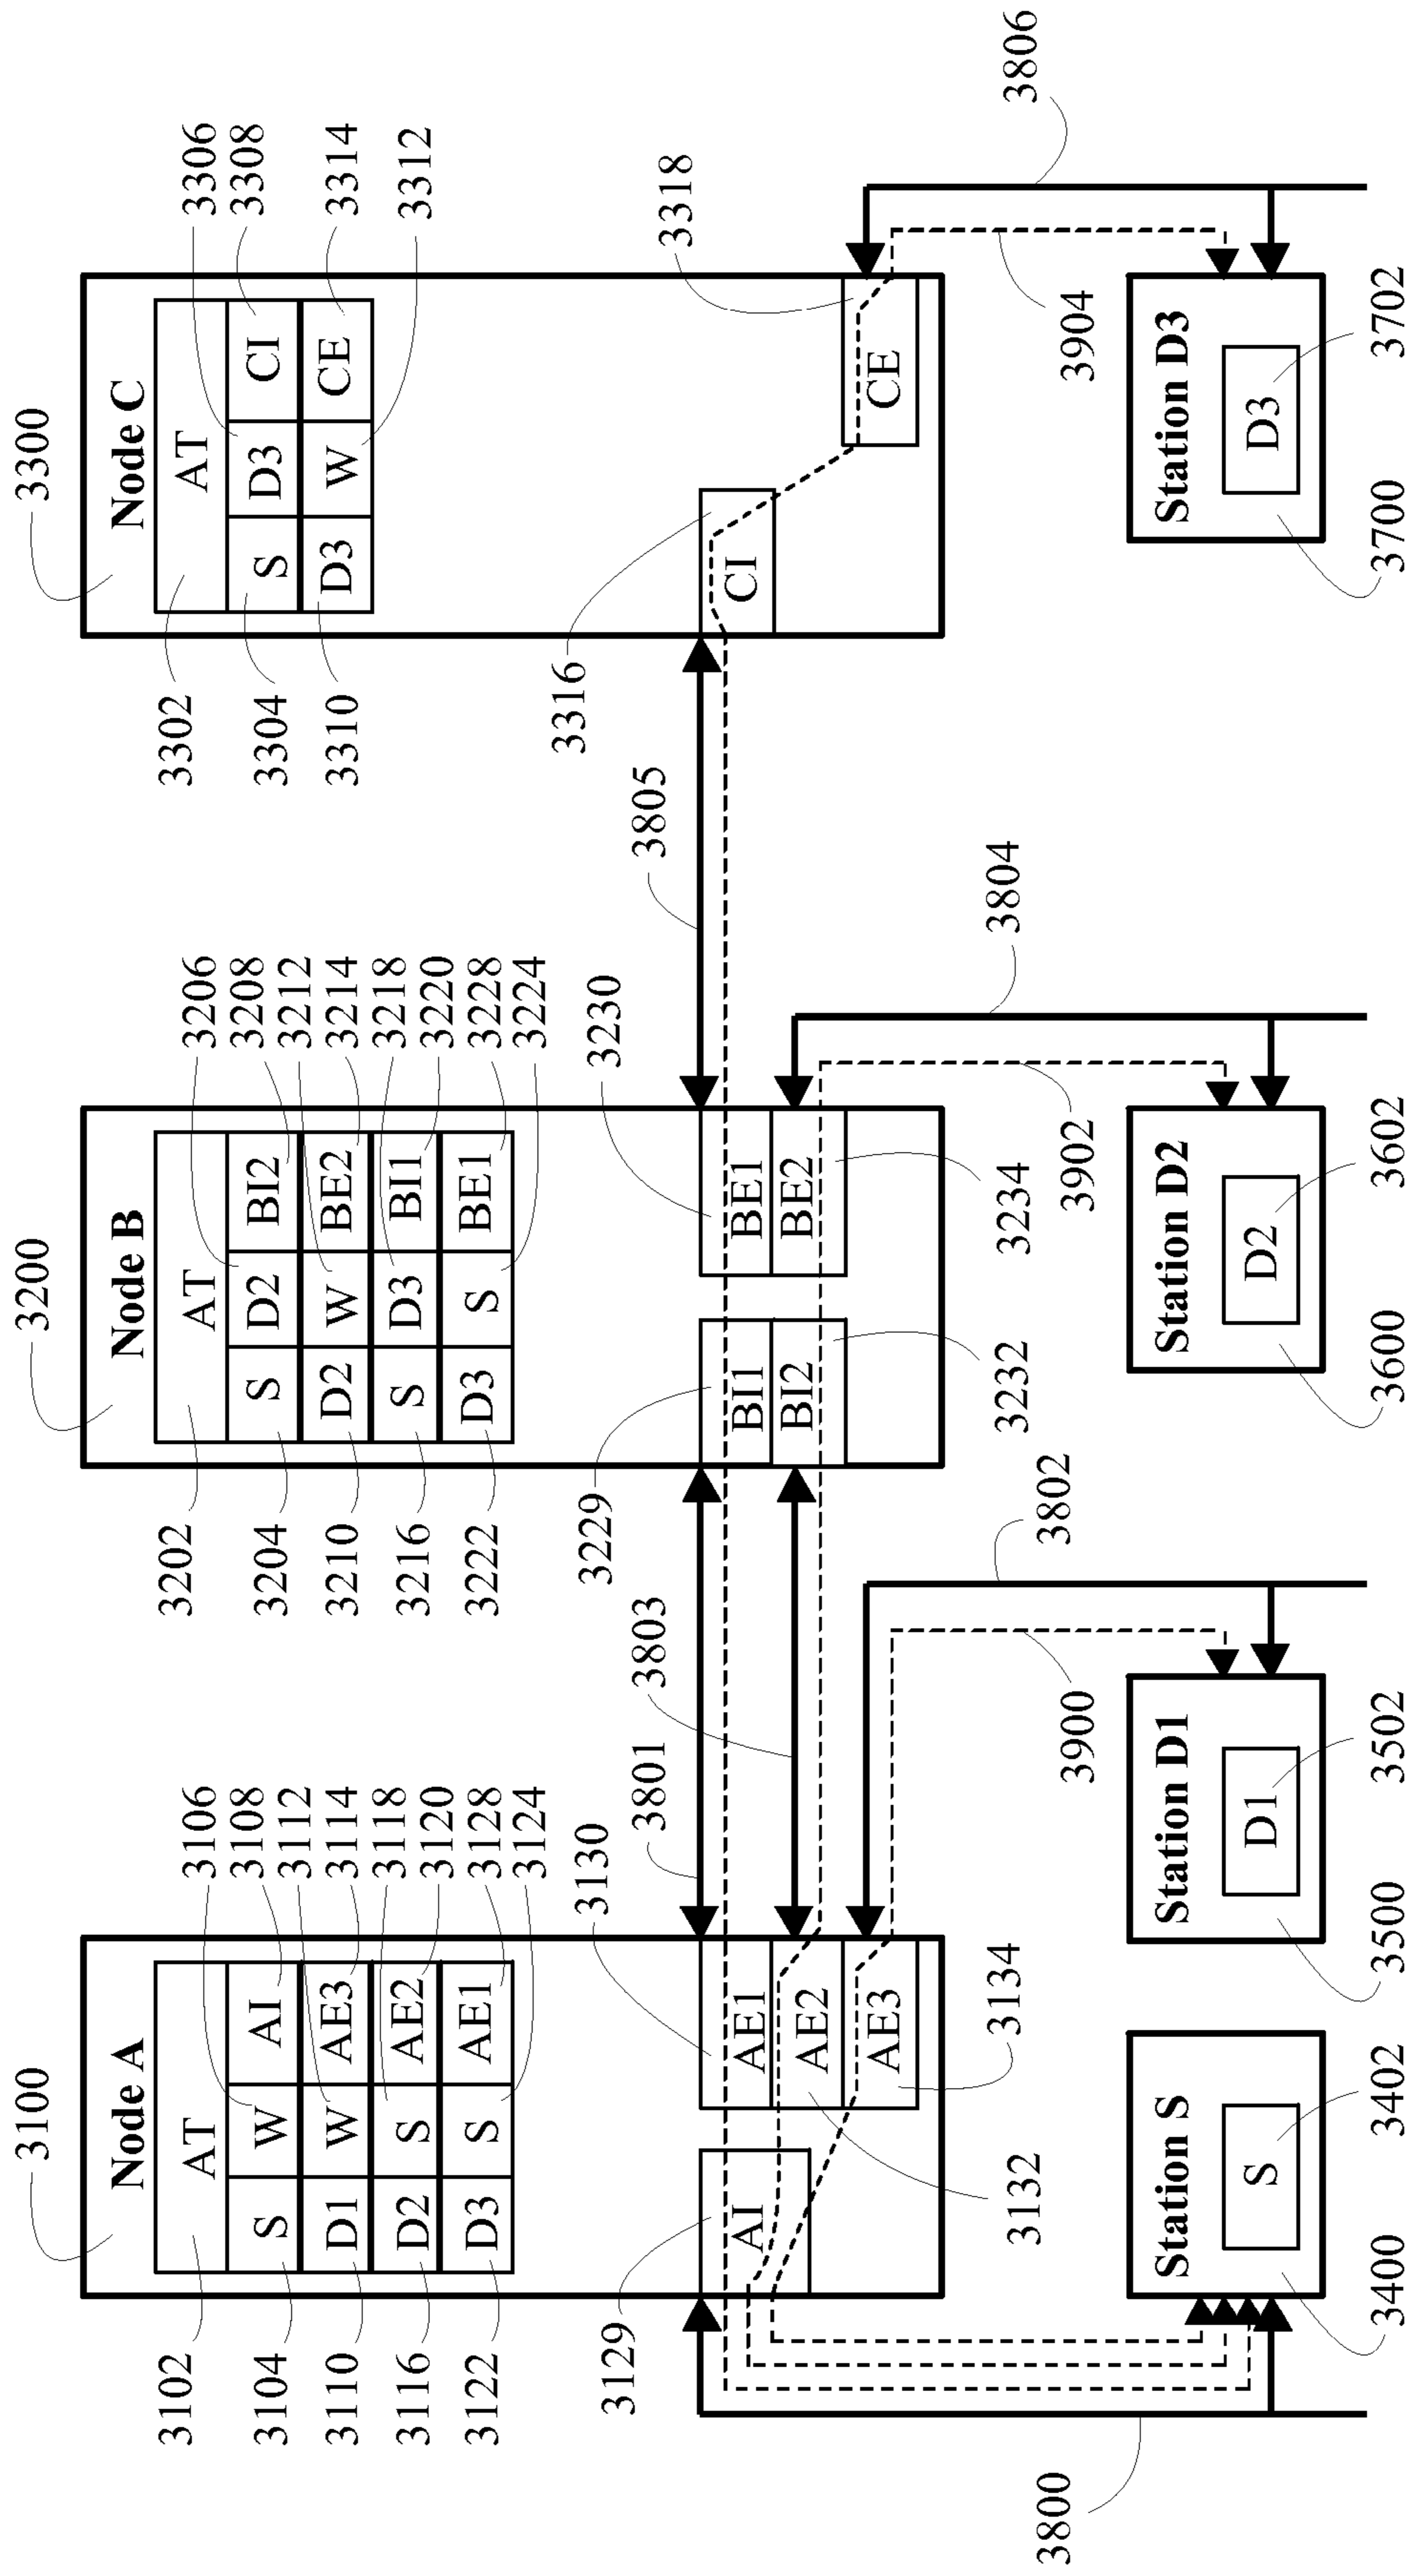 3100
3200
3300
Node A
Node B
Node C
3102
AT
3106
3202
AT
3206
3302
AT
3306
3104
S
W
AI
3108
3204
S
D2
BI2
3208
3304
S
D3
CI
3308
3110
D1
W
AE3
3112
3114
3210
D2
W
BE2
3212
3214
3310
D3
W
CE
3314
3312
3116
D2
S
AE2
3118
3120
3216
S
D3
BI1
3218
3220
3122
D3
S
AE1
3128
3124
3222
D3
S
BE1
3228
3224
3129
3130
3801
3803
3229
3230
3805
3316
3318
AI
AE1
BI1
BE1
CI
AE2
BI2
BE2
AE3
CE
3132
3134
3232
3234
3800
3802
3804
3806
3900
3902
3904
Station S
Station D1
Station D2
Station D3
S
D1
D2
D3
3400
3402
3500
3502
3600
3602
3700
3702